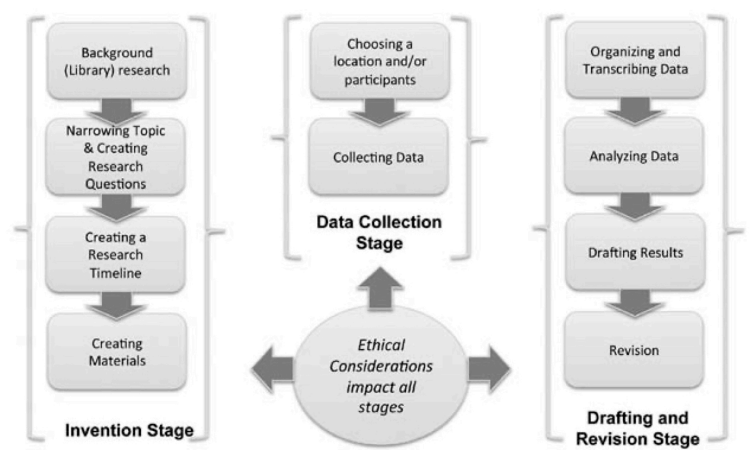 Background
(Library) research
Narrowing Topic
& Creating
Research
Questions
Creating a
Research
Timeline
Creating
Materials
Invention Stage
Choosing a
location and/or
participants
Collecting Data
Data Collection
Stage
Ethical
Considerations
impact all
stages
Organizing and
Transcribing Data
Analyzing Data
Drafting Results
Revision
Drafting and
Revision Stage